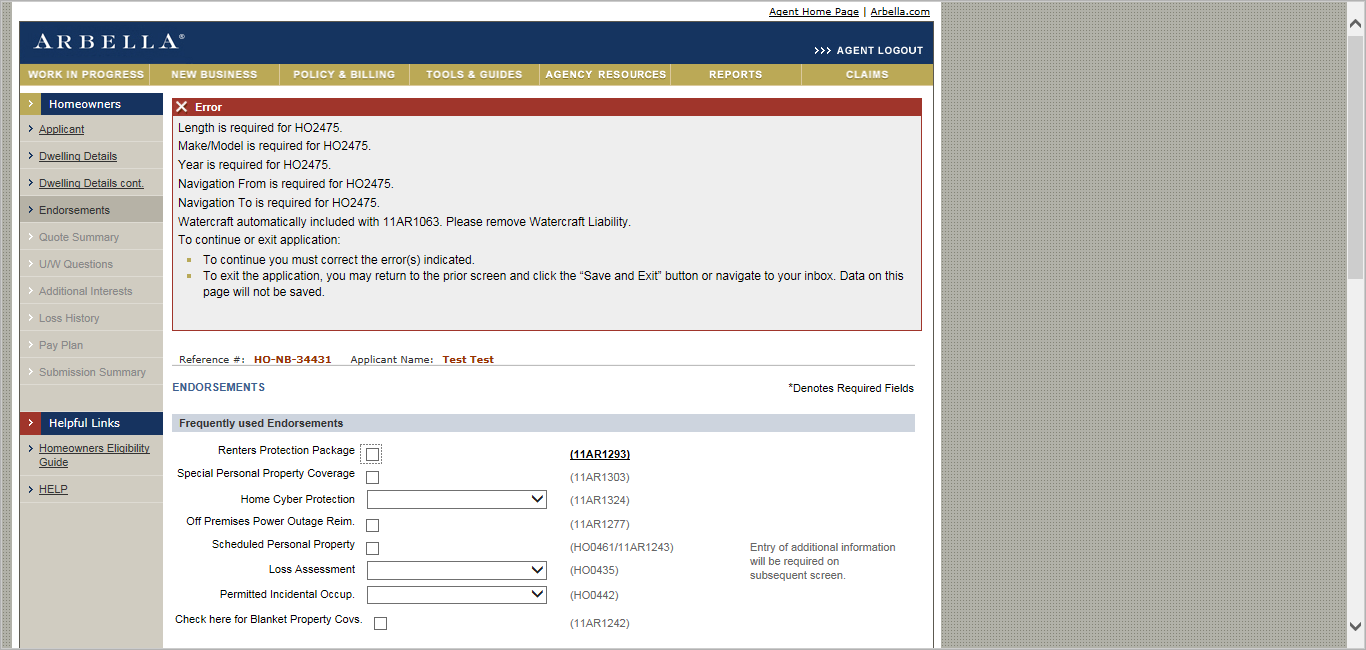 Agent Home Page | Arbella.com
ARBELLA®
>>> AGENT LOGOUT
WORK IN PROGRESS NEW BUSINESS POLICY & BILLING TOOLS & GUIDES AGENCY RESOURCES REPORTS CLAIMS
Homeowners
Applicant
Dwelling Details
Dwelling Details cont.
Endorsements
Quote Summary
U/W Questions
Additional Interests
Loss History
Pay Plan
Submission Summary
Helpful Links
Homeowners Eligibility
Guide
HELP
Error
Length is required for HO2475.
Make/Model is required for HO2475.
Year is required for HO2475.
Navigation From is required for HO2475.
Navigation To is required for HO2475.
Watercraft automatically included with 11AR1063. Please remove Watercraft Liability.
To continue or exit application:
To continue you must correct the error(s) indicated.
To exit the application, you may return to the prior screen and click the “Save and Exit” button or navigate to your inbox. Data on this
page will not be saved.
Reference #: HO-NB-34431 Applicant Name: Test Test
ENDORSEMENTS
*Denotes Required Fields
Frequently used Endorsements
Renters Protection Package (11AR1293)
Special Personal Property Coverage (11AR1303)
Home Cyber Protection (11AR1324)
Off Premises Power Outage Reim. (11AR1277)
Scheduled Personal Property (HO0461/11AR1243)
Entry of additional information
will be required on
subsequent screen.
Loss Assessment (HO0435)
Permitted Incidental Occup. (HO0442)
Check here for Blanket Property Covs. (11AR1242)